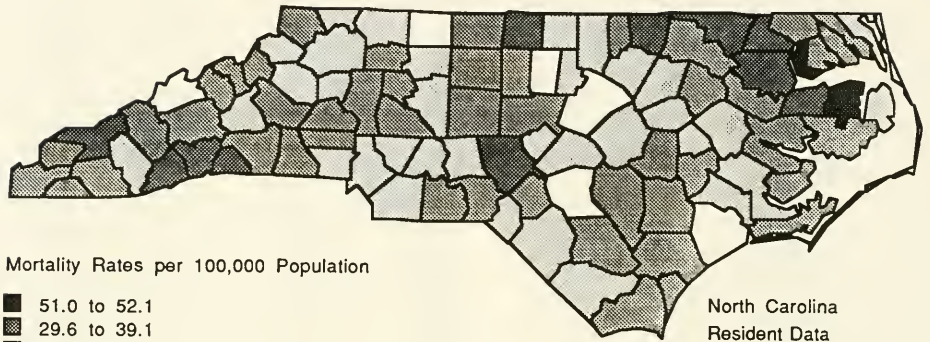 Mortality Rates per 100,000 Population
51.0 to 52.1
29.6 to 39.1
North Carolina
Resident Data